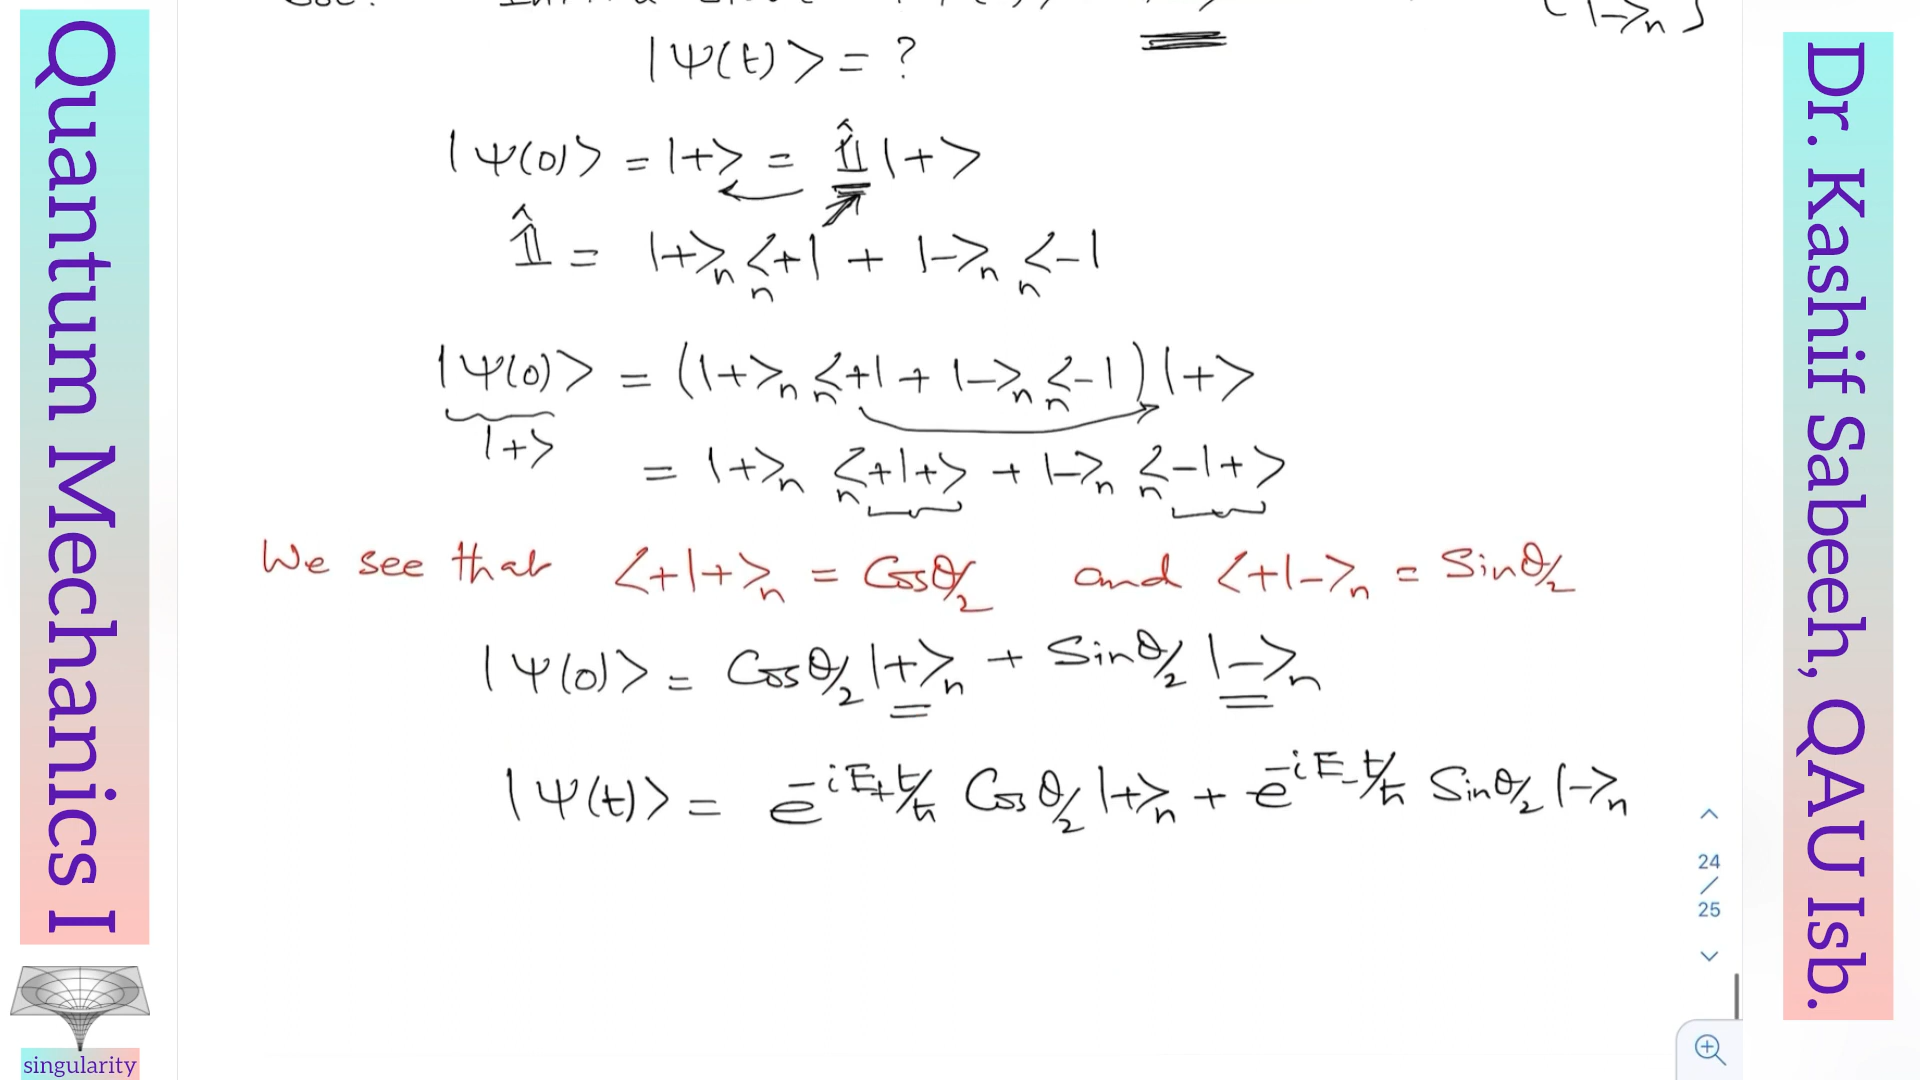 Quantum Mechanics I
singularity
|Ψ(t)> = ?
|Ψ(0)> = |+> = 𝟙̂ |+>
𝟙̂ = |+>ₙ ₙ<+| + |−>ₙ ₙ<−|
|Ψ(0)> = (|+>ₙ ₙ<+| + |−>ₙ ₙ<−|)|+>
|+>
= |+>ₙ ₙ<+|+> + |−>ₙ ₙ<−|+>
We see that <+|+>ₙ = Cosθ/2 and <+|−>ₙ = Sinθ/2
|Ψ(0)> = Cosθ/2 |+>ₙ + Sinθ/2 |−>ₙ
|Ψ(t)> = e^{-iE₊t/ħ} Cosθ/2 |+>ₙ + e^{-iE₋t/ħ} Sinθ/2 |−>ₙ
24
/
25
Dr. Kashif Sabeeh, QAU Isb.